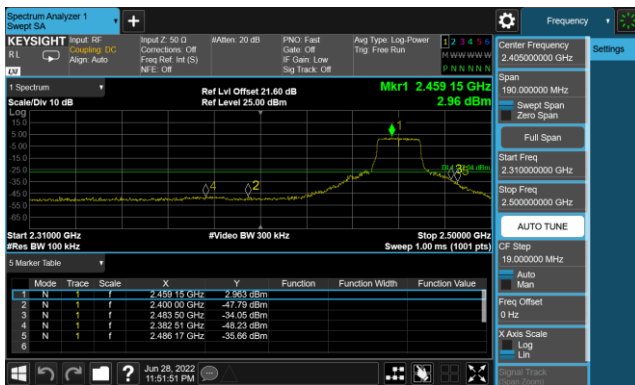 Spectrum Analyzer 1
Swept SA
Frequency
KEYSIGHT
Input: RF
Input Z: 50 Ω
#Atten: 20 dB
PNO: Fast
Avg Type: Log-Power
1 2 3 4 5 6
RL
Coupling: DC
Corrections: Off
Gate: Off
Trig: Free Run
M W W W W W
Align: Auto
Freq Ref: Int (S)
IF Gain: Low
P N N N N N
NFE: Off
Sig Track: Off
1 Spectrum
Ref Lvl Offset 21.60 dB
Mkr1 2.459 15 GHz
Scale/Div 10 dB
Ref Level 25.00 dBm
2.96 dBm
Log
15.0
5.00
-5.00
-15.0
-25.0
-35.0
-45.0
-55.0
-65.0
1
2
4
Start 2.31000 GHz
#Video BW 300 kHz
Stop 2.50000 GHz
#Res BW 100 kHz
Sweep 1.00 ms (1001 pts)
5 Marker Table
Mode Trace Scale X Y Function Function Width Function Value
1 N 1 f 2.459 15 GHz 2.963 dBm
2 N 1 f 2.400 00 GHz -47.79 dBm
3 N 1 f 2.483 50 GHz -34.05 dBm
4 N 1 f 2.382 51 GHz -48.23 dBm
5 N 1 f 2.486 17 GHz -35.66 dBm
6
Jun 28, 2022
11:51:51 PM
Center Frequency
2.405000000 GHz
Settings
Span
190.000000 MHz
Swept Span
Zero Span
Full Span
Start Freq
2.310000000 GHz
Stop Freq
2.500000000 GHz
AUTO TUNE
CF Step
19.000000 MHz
Auto
Man
Freq Offset
0 Hz
X Axis Scale
Log
Lin
Signal Track
(Span Zoom)